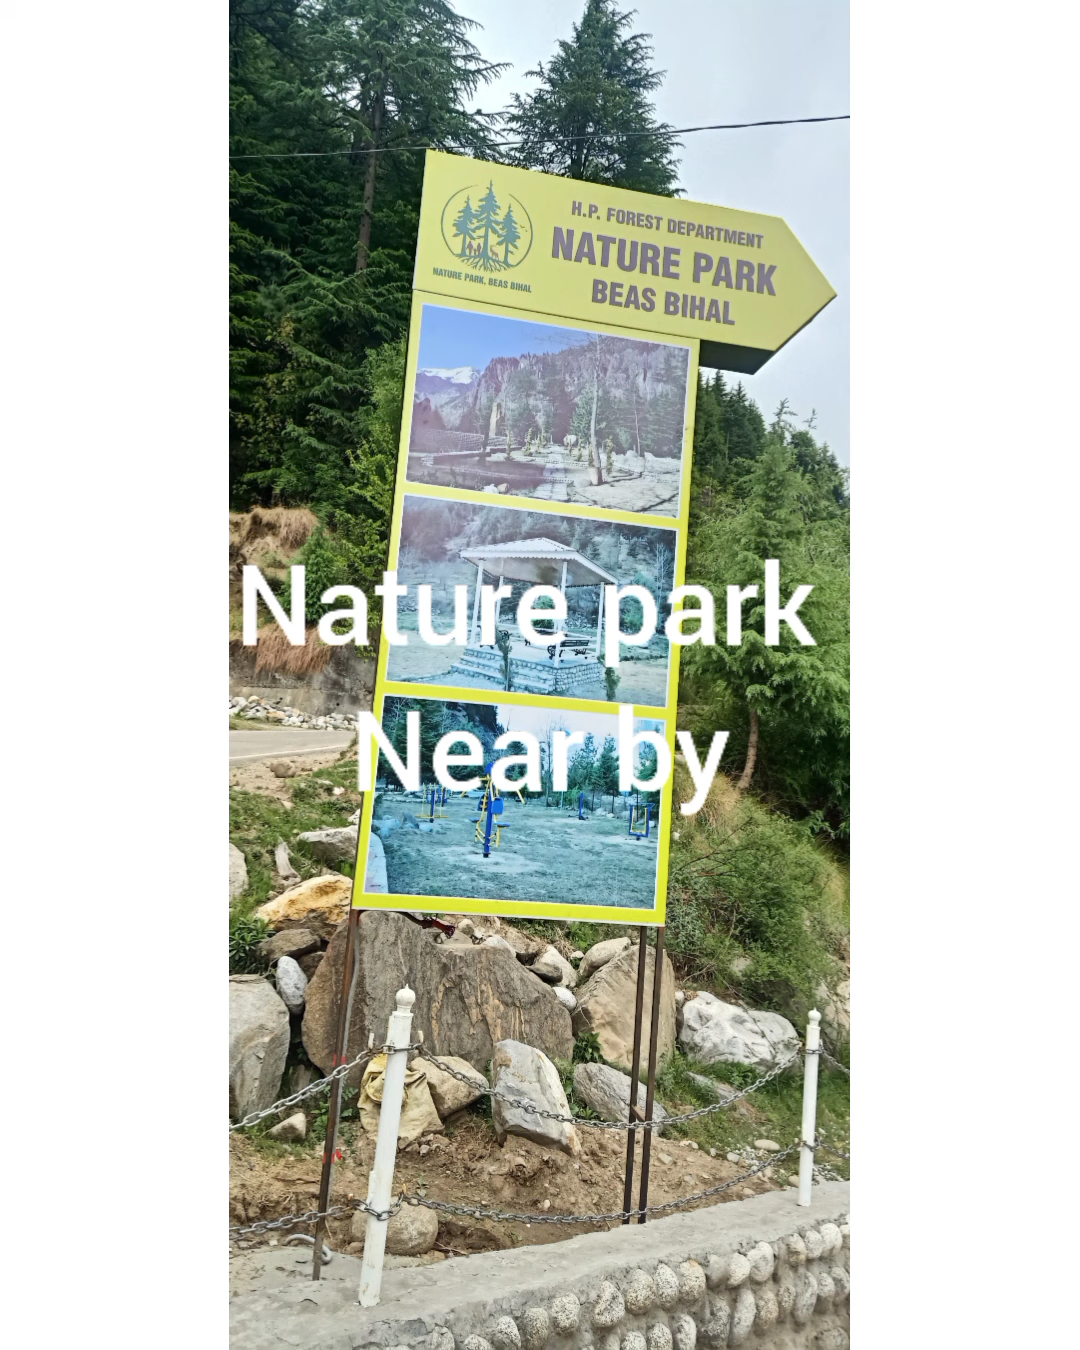 H.P. FOREST DEPARTMENT
NATURE PARK
BEAS BIHAL
NATURE PARK, BEAS BIHAL
Nature park
Near by